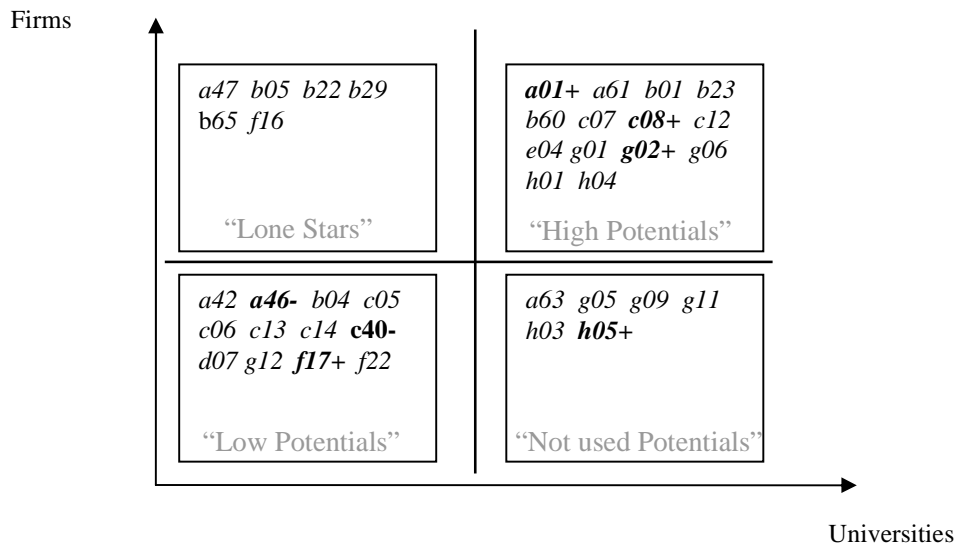 Firms
a47 b05 b22 b29
b65 f16
“Lone Stars”
a01+ a61 b01 b23
b60 c07 c08+ c12
e04 g01 g02+ g06
h01 h04
“High Potentials”
a42 a46- b04 c05
c06 c13 c14 c40-
d07 g12 f17+ f22
“Low Potentials”
a63 g05 g09 g11
h03 h05+
“Not used Potentials”
Universities